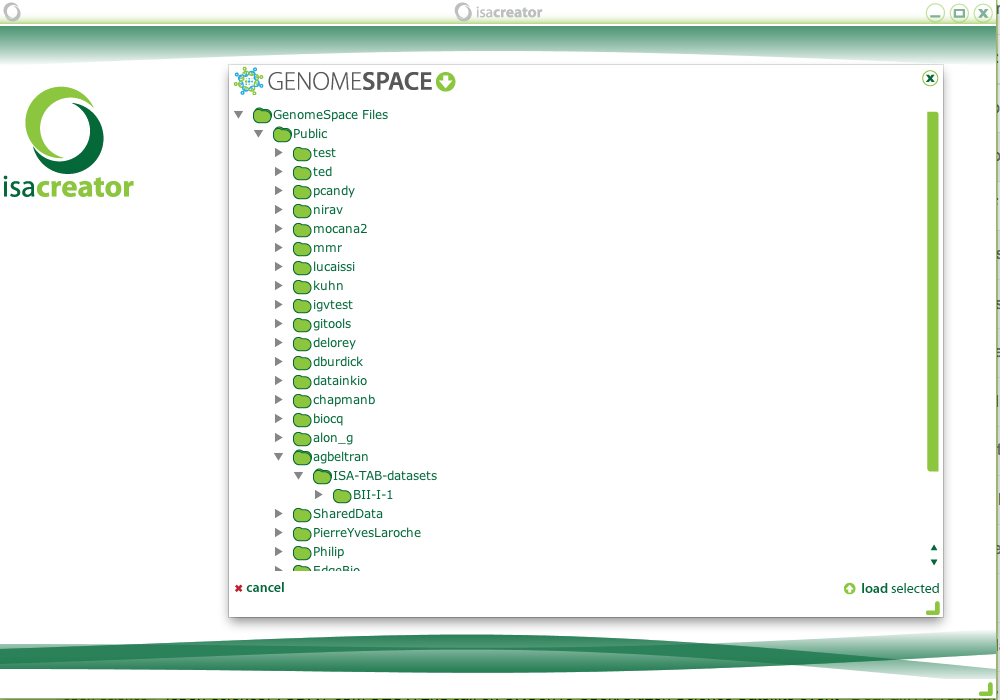 isacreator
GENOMESPACE
isacreator
GenomeSpace Files
Public
test
ted
pcandy
nirav
mocana2
mmr
lucaissi
kuhn
igvtest
gitools
delorey
dburdick
datainkio
chapmanb
biocq
alon_g
agbeltran
ISA-TAB-datasets
BII-I-1
SharedData
PierreYvesLaroche
Philip
EdgeBio
cancel
load selected